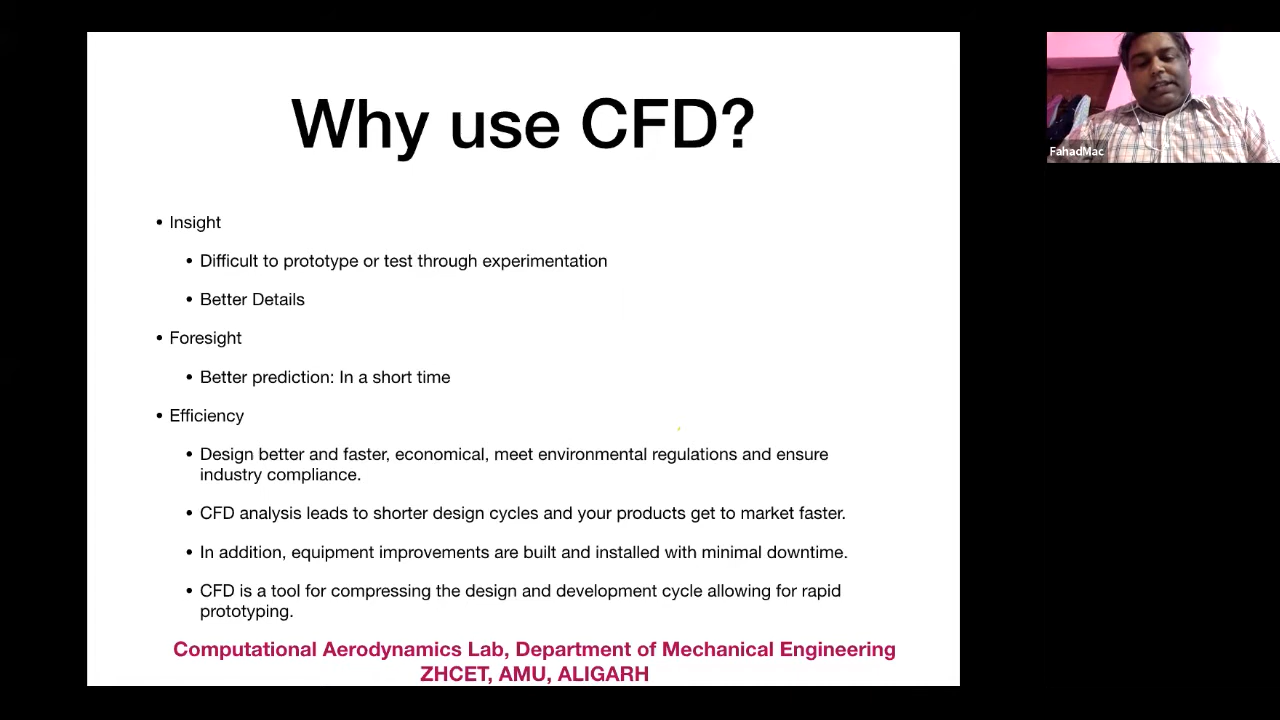 Why use CFD?
• Insight
• Difficult to prototype or test through experimentation
• Better Details
• Foresight
• Better prediction: In a short time
• Efficiency
• Design better and faster, economical, meet environmental regulations and ensure
industry compliance.
• CFD analysis leads to shorter design cycles and your products get to market faster.
• In addition, equipment improvements are built and installed with minimal downtime.
• CFD is a tool for compressing the design and development cycle allowing for rapid
prototyping.
Computational Aerodynamics Lab, Department of Mechanical Engineering
ZHCET, AMU, ALIGARH
FahadMac